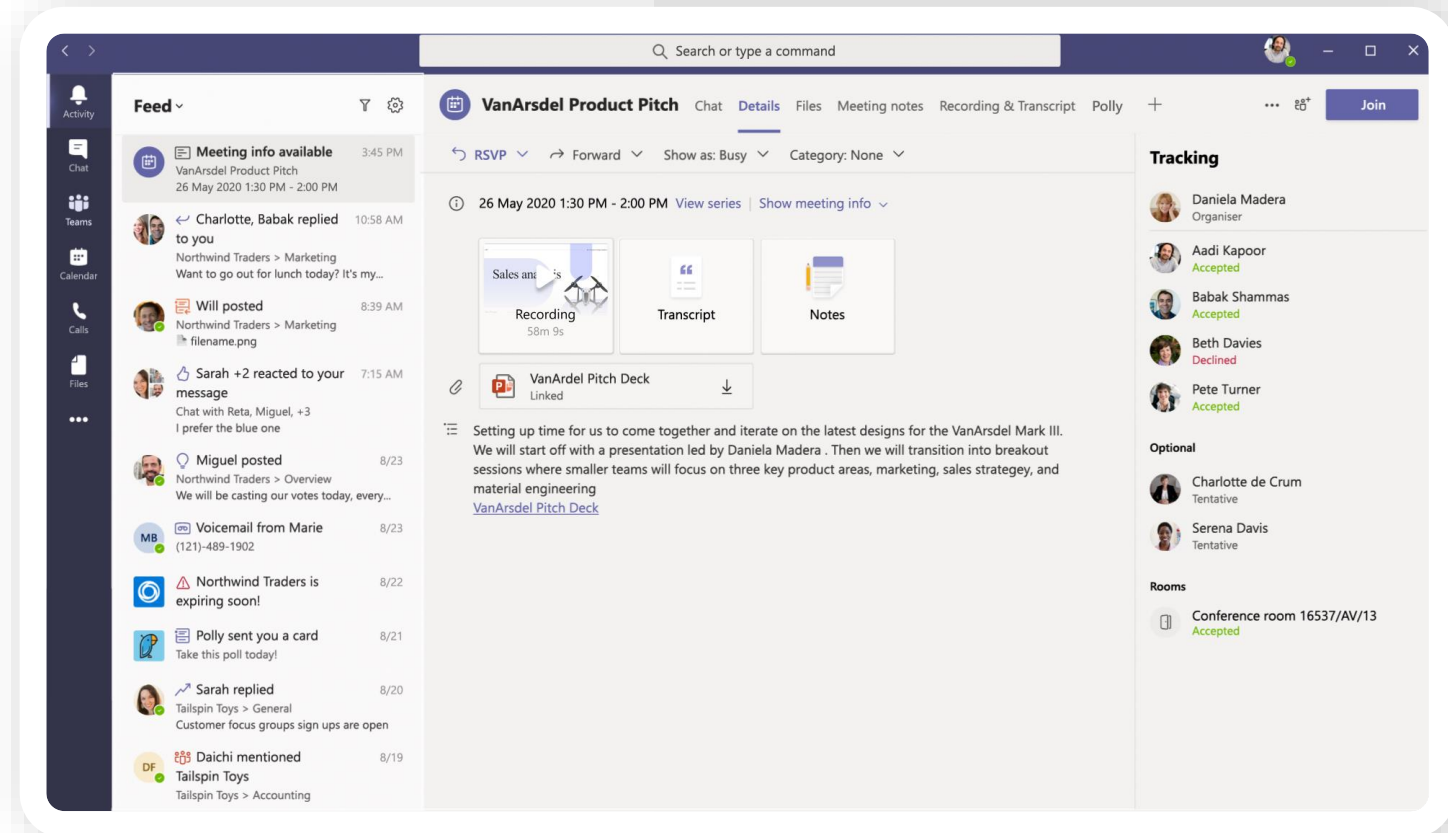 Search or type a command
Activity
Chat
Teams
Calendar
Calls
Files
Feed
Meeting info available 3:45 PM
VanArsdel Product Pitch
26 May 2020 1:30 PM - 2:00 PM
Charlotte, Babak replied 10:58 AM
to you
Northwind Traders > Marketing
Want to go out for lunch today? It's my...
Will posted 8:39 AM
Northwind Traders > Marketing
filename.png
Sarah +2 reacted to your 7:15 AM
message
Chat with Reta, Miguel, +3
I prefer the blue one
Miguel posted 8/23
Northwind Traders > Overview
We will be casting our votes today, every...
MB
Voicemail from Marie 8/23
(121)-489-1902
Northwind Traders is 8/22
expiring soon!
Polly sent you a card 8/21
Take this poll today!
Sarah replied 8/20
Tailspin Toys > General
Customer focus groups sign ups are open
DF
Daichi mentioned 8/19
Tailspin Toys
Tailspin Toys > Accounting
VanArsdel Product Pitch Chat Details Files Meeting notes Recording & Transcript Polly
Join
RSVP Forward Show as: Busy Category: None
26 May 2020 1:30 PM - 2:00 PM View series | Show meeting info
Sales
Recording
58m 9s
Transcript
Notes
VanArdel Pitch Deck
Linked
Setting up time for us to come together and iterate on the latest designs for the VanArsdel Mark III.
We will start off with a presentation led by Daniela Madera . Then we will transition into breakout
sessions where smaller teams will focus on three key product areas, marketing, sales strategey, and
material engineering
VanArsdel Pitch Deck
Tracking
Daniela Madera
Organiser
Aadi Kapoor
Accepted
Babak Shammas
Accepted
Beth Davies
Declined
Pete Turner
Accepted
Optional
Charlotte de Crum
Tentative
Serena Davis
Tentative
Rooms
Conference room 16537/AV/13
Accepted